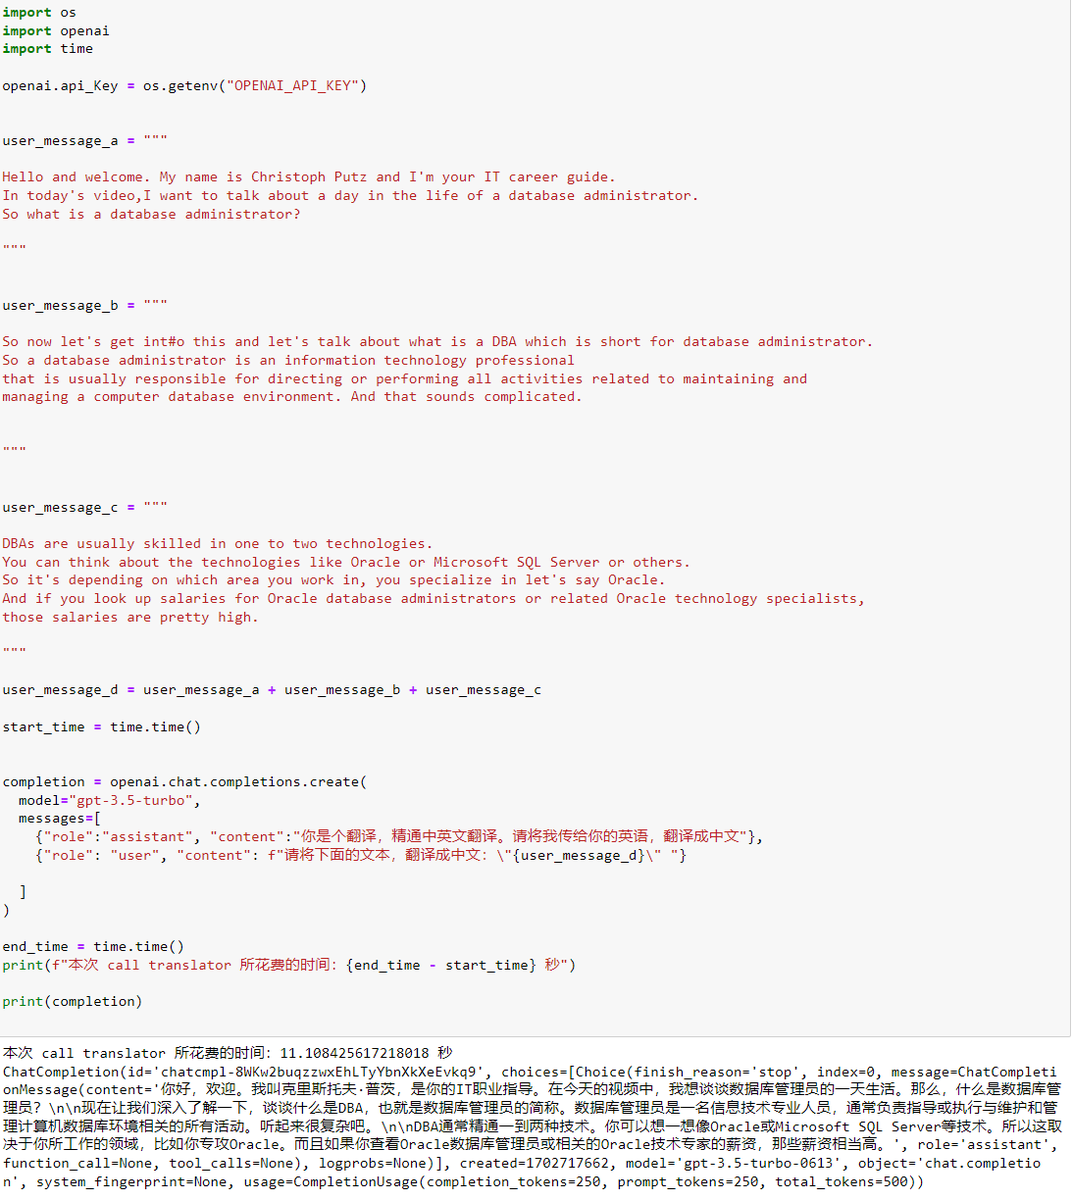 import os
import openai
import time
openai.api_Key = os.getenv("OPENAI_API_KEY")
user_message_a = """
Hello and welcome. My name is Christoph Putz and I'm your IT career guide.
In today's video,I want to talk about a day in the life of a database administrator.
So what is a database administrator?
"""
user_message_b = """
So now let's get int#o this and let's talk about what is a DBA which is short for database administrator.
So a database administrator is an information technology professional
that is usually responsible for directing or performing all activities related to maintaining and
managing a computer database environment. And that sounds complicated.
"""
user_message_c = """
DBAs are usually skilled in one to two technologies.
You can think about the technologies like Oracle or Microsoft SQL Server or others.
So it's depending on which area you work in, you specialize in let's say Oracle.
And if you look up salaries for Oracle database administrators or related Oracle technology specialists,
those salaries are pretty high.
"""
user_message_d = user_message_a + user_message_b + user_message_c
start_time = time.time()
completion = openai.chat.completions.create(
model="gpt-3.5-turbo",
messages=[
{"role":"assistant", "content":"你是个翻译，精通中英文翻译。请将我传给你的英语，翻译成中文"},
{"role": "user", "content": f"请将下面的文本，翻译成中文：\"{user_message_d}\" "}
]
)
end_time = time.time()
print(f"本次 call translator 所花费的时间：{end_time - start_time} 秒")
print(completion)
本次 call translator 所花费的时间：11.108425617218018 秒
ChatCompletion(id='chatcmpl-8WKw2buqzzwxEhLTyYbnXkXeEvkq9', choices=[Choice(finish_reason='stop', index=0, message=ChatCompleti
onMessage(content='你好，欢迎。我叫克里斯托夫·普茨，是你的IT职业指导。在今天的视频中，我想谈谈数据库管理员的一天生活。那么，什么是数据库管
理员？\n\n现在让我们深入了解一下，谈谈什么是DBA，也就是数据库管理员的简称。数据库管理员是一名信息技术专业人员，通常负责指导或执行与维护和管
理计算机数据库环境相关的所有活动。听起来很复杂吧。\n\nDBA通常精通一到两种技术。你可以想一想像Oracle或Microsoft SQL Server等技术。所以这取
决于你所工作的领域，比如你专攻Oracle。而且如果你查看Oracle数据库管理员或相关的Oracle技术专家的薪资，那些薪资相当高。', role='assistant',
function_call=None, tool_calls=None), logprobs=None)], created=1702717662, model='gpt-3.5-turbo-0613', object='chat.completio
n', system_fingerprint=None, usage=CompletionUsage(completion_tokens=250, prompt_tokens=250, total_tokens=500))